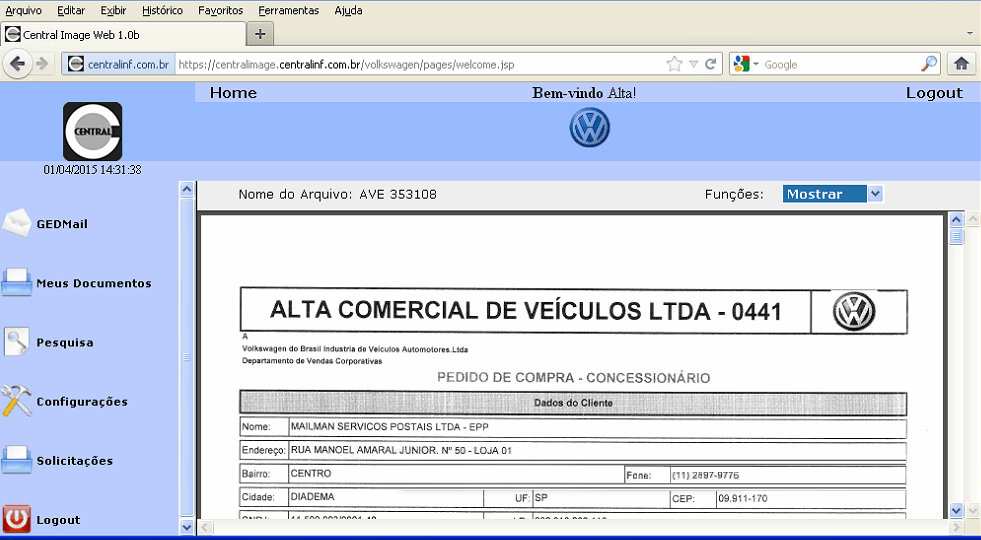 Arquivo Editar Exibir Histórico Favoritos Ferramentas Ajuda
Central Image Web 1.0b
centralinf.com.br https://centralimage.centralinf.com.br/volkswagen/pages/welcome.jsp Google
Home Bem-vindo Alta! Logout
CENTRAL
01/04/2015 14:31:38
Nome do Arquivo: AVE 353108 Funções: Mostrar
GEDMail
Meus Documentos
Pesquisa
Configurações
Solicitações
Logout
ALTA COMERCIAL DE VEÍCULOS LTDA - 0441
A
Volkswagen do Brasil Industria de Veículos Automotores.Ltda
Departamento de Vendas Corporativas
PEDIDO DE COMPRA - CONCESSIONÁRIO
Dados do Cliente
Nome: MAILMAN SERVICOS POSTAIS LTDA - EPP
Endereço: RUA MANOEL AMARAL JUNIOR. Nº 50 - LOJA 01
Bairro: CENTRO Fone: (11) 2897-9776
Cidade: DIADEMA UF: SP CEP: 09.911-170